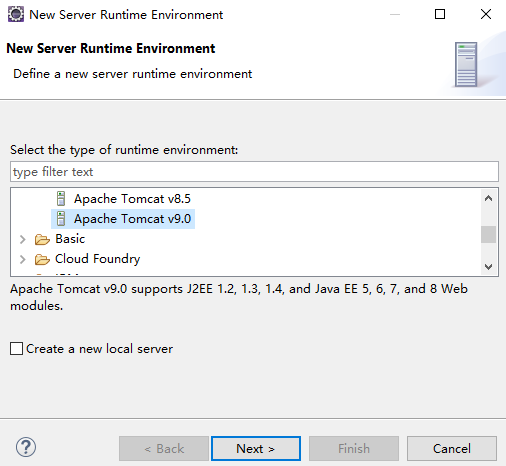 New Server Runtime Environment
New Server Runtime Environment
Define a new server runtime environment
Select the type of runtime environment:
type filter text
Apache Tomcat v8.5
Apache Tomcat v9.0
Basic
Cloud Foundry
Apache Tomcat v9.0 supports J2EE 1.2, 1.3, 1.4, and Java EE 5, 6, 7, and 8 Web
modules.
Create a new local server
?
< Back
Next >
Finish
Cancel